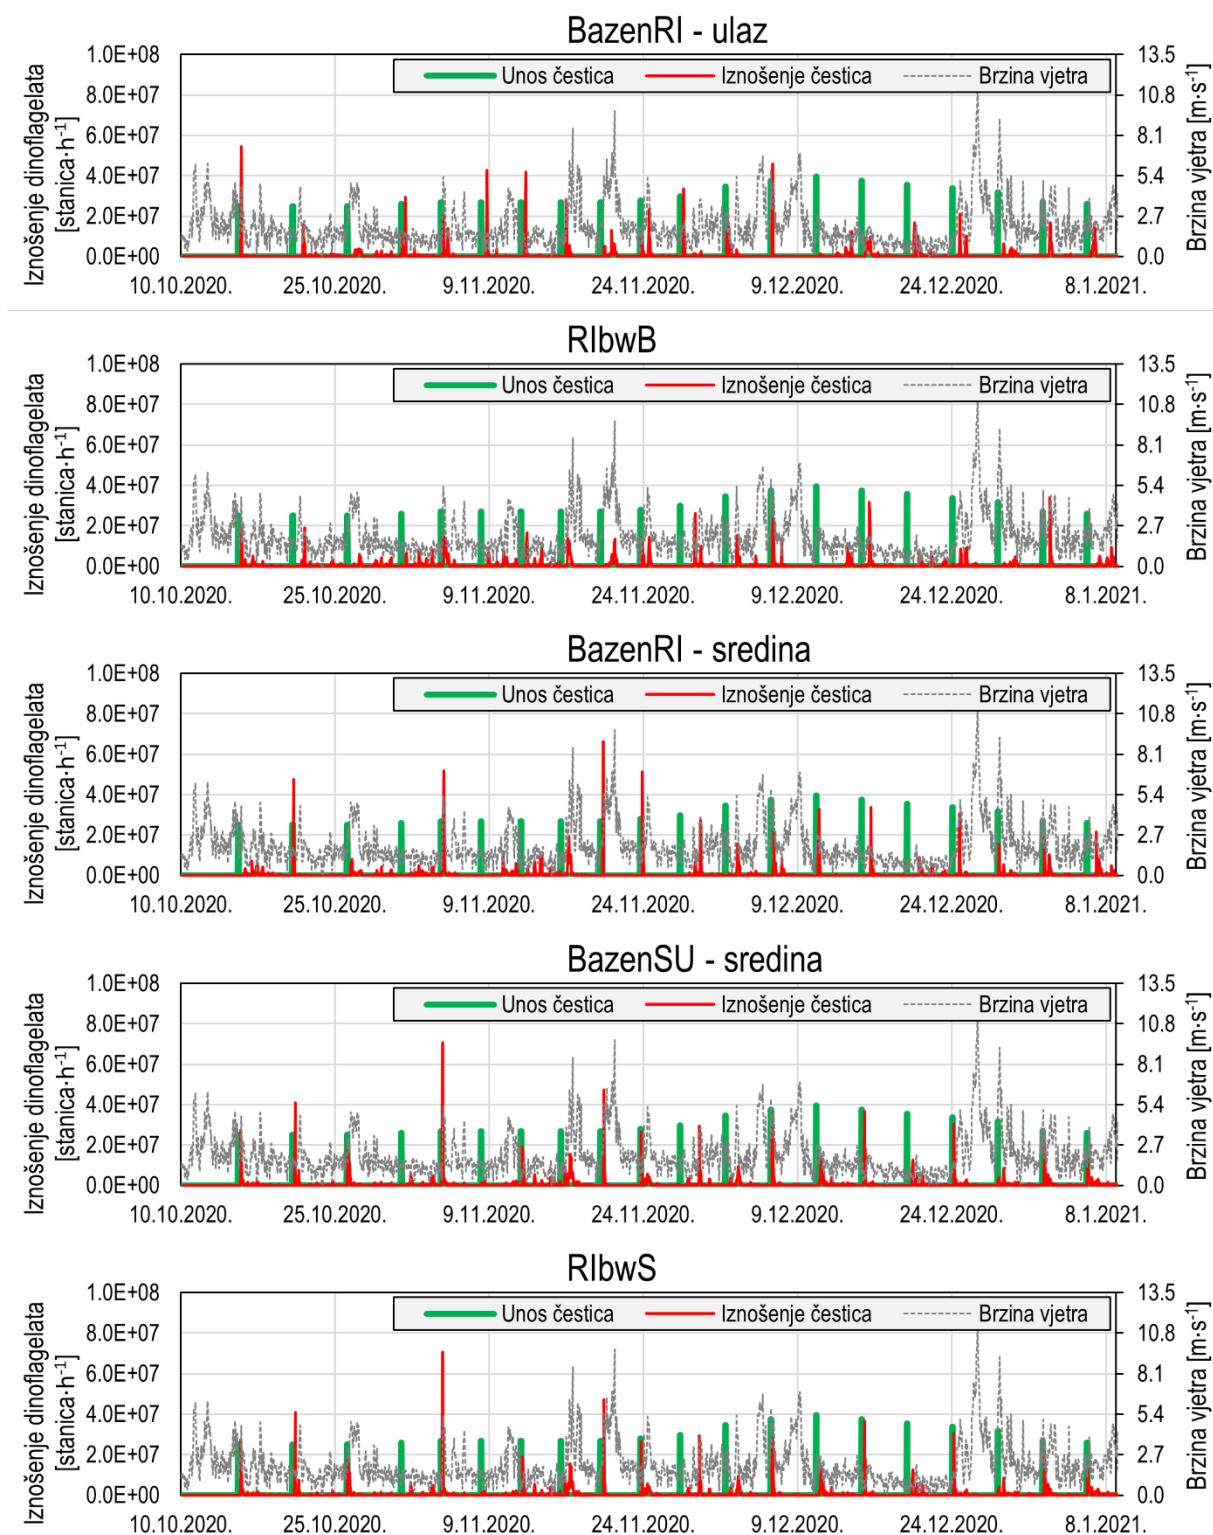 BazenRI - ulaz
Iznošenje dinoflagelata
[stanica·h⁻¹]
1.0E+08
8.0E+07
6.0E+07
4.0E+07
2.0E+07
0.0E+00
Unos čestica Iznošenje čestica Brzina vjetra
13.5
10.8
8.1
5.4
2.7
0.0
Brzina vjetra [m·s⁻¹]
10.10.2020. 25.10.2020. 9.11.2020. 24.11.2020. 9.12.2020. 24.12.2020. 8.1.2021.
RIbwB
Iznošenje dinoflagelata
[stanica·h⁻¹]
1.0E+08
8.0E+07
6.0E+07
4.0E+07
2.0E+07
0.0E+00
Unos čestica Iznošenje čestica Brzina vjetra
13.5
10.8
8.1
5.4
2.7
0.0
Brzina vjetra [m·s⁻¹]
10.10.2020. 25.10.2020. 9.11.2020. 24.11.2020. 9.12.2020. 24.12.2020. 8.1.2021.
BazenRI - sredina
Iznošenje dinoflagelata
[stanica·h⁻¹]
1.0E+08
8.0E+07
6.0E+07
4.0E+07
2.0E+07
0.0E+00
Unos čestica Iznošenje čestica Brzina vjetra
13.5
10.8
8.1
5.4
2.7
0.0
Brzina vjetra [m·s⁻¹]
10.10.2020. 25.10.2020. 9.11.2020. 24.11.2020. 9.12.2020. 24.12.2020. 8.1.2021.
BazenSU - sredina
Iznošenje dinoflagelata
[stanica·h⁻¹]
1.0E+08
8.0E+07
6.0E+07
4.0E+07
2.0E+07
0.0E+00
Unos čestica Iznošenje čestica Brzina vjetra
13.5
10.8
8.1
5.4
2.7
0.0
Brzina vjetra [m·s⁻¹]
10.10.2020. 25.10.2020. 9.11.2020. 24.11.2020. 9.12.2020. 24.12.2020. 8.1.2021.
RIbwS
Iznošenje dinoflagelata
[stanica·h⁻¹]
1.0E+08
8.0E+07
6.0E+07
4.0E+07
2.0E+07
0.0E+00
Unos čestica Iznošenje čestica Brzina vjetra
13.5
10.8
8.1
5.4
2.7
0.0
Brzina vjetra [m·s⁻¹]
10.10.2020. 25.10.2020. 9.11.2020. 24.11.2020. 9.12.2020. 24.12.2020. 8.1.2021.